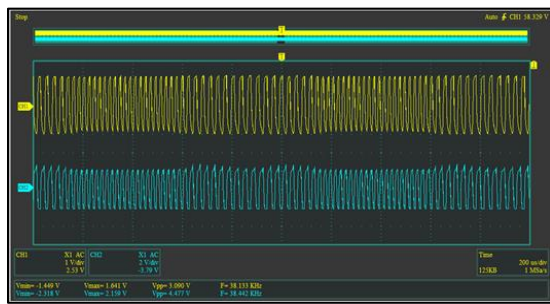 Stop
Auto CH1 58.329 V
T
T
CH1
CH2
CH1 X1 AC
1 V/div
2.53 V
CH2 X1 AC
2 V/div
-3.79 V
Time
200 us/div
125KB 1 MSa/s
Vmin= -1.449 V Vmax= 1.641 V Vpp= 3.090 V F= 38.133 KHz
Vmin= -2.318 V Vmax= 2.159 V Vpp= 4.477 V F= 38.442 KHz